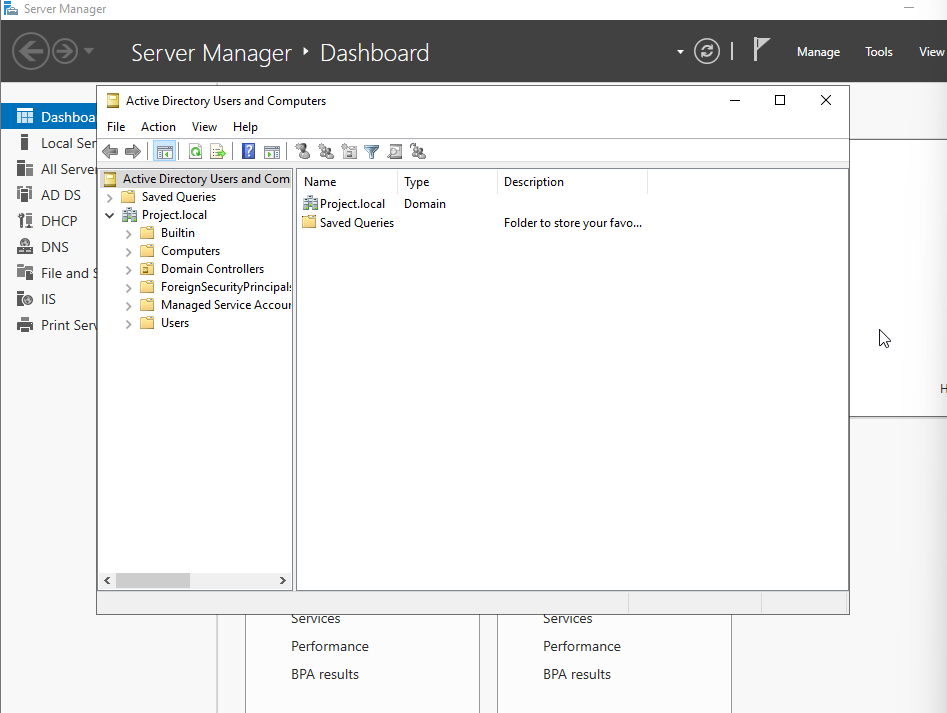 Server Manager
Server Manager Dashboard
Manage Tools View
Active Directory Users and Computers
File Action View Help
Dashboa
Local Ser
All Serve
AD DS
DHCP
DNS
File and S
IIS
Print Serv
Active Directory Users and Com
Saved Queries
Project.local
Builtin
Computers
Domain Controllers
ForeignSecurityPrincipals
Managed Service Accoun
Users
Name Type Description
Project.local Domain
Saved Queries Folder to store your favo...
H
Services Services
Performance Performance
BPA results BPA results